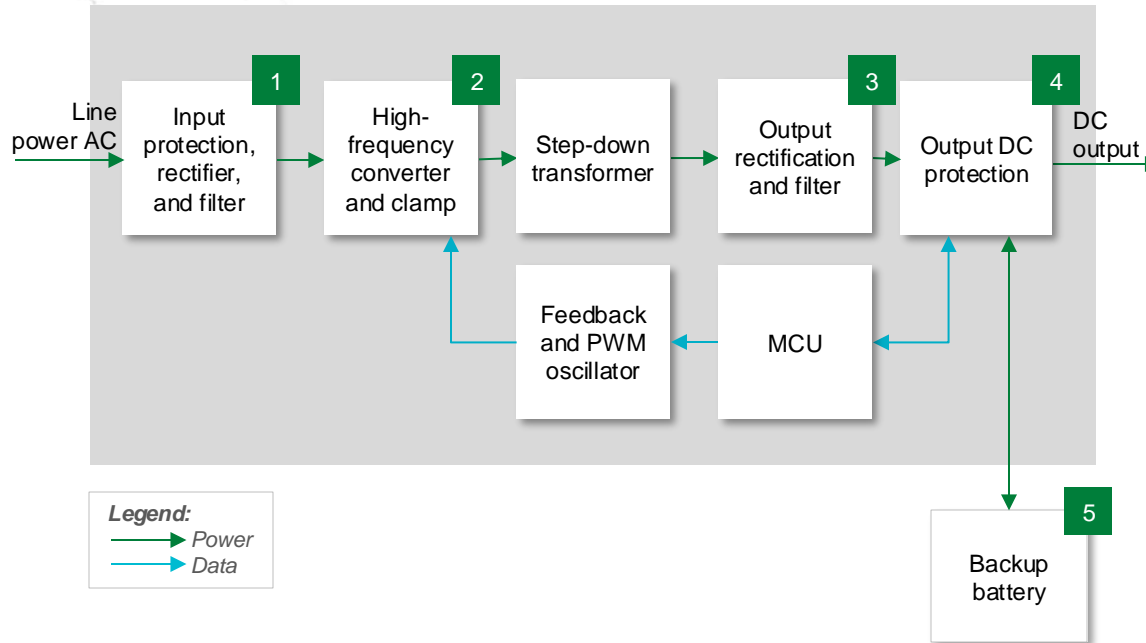 1
2
3
4
Line
power AC
Input
protection,
rectifier,
and filter
High-
frequency
converter
and clamp
Step-down
transformer
Output
rectification
and filter
Output DC
protection
DC
output
Feedback
and PWM
oscillator
MCU
Legend:
Power
Data
5
Backup
battery